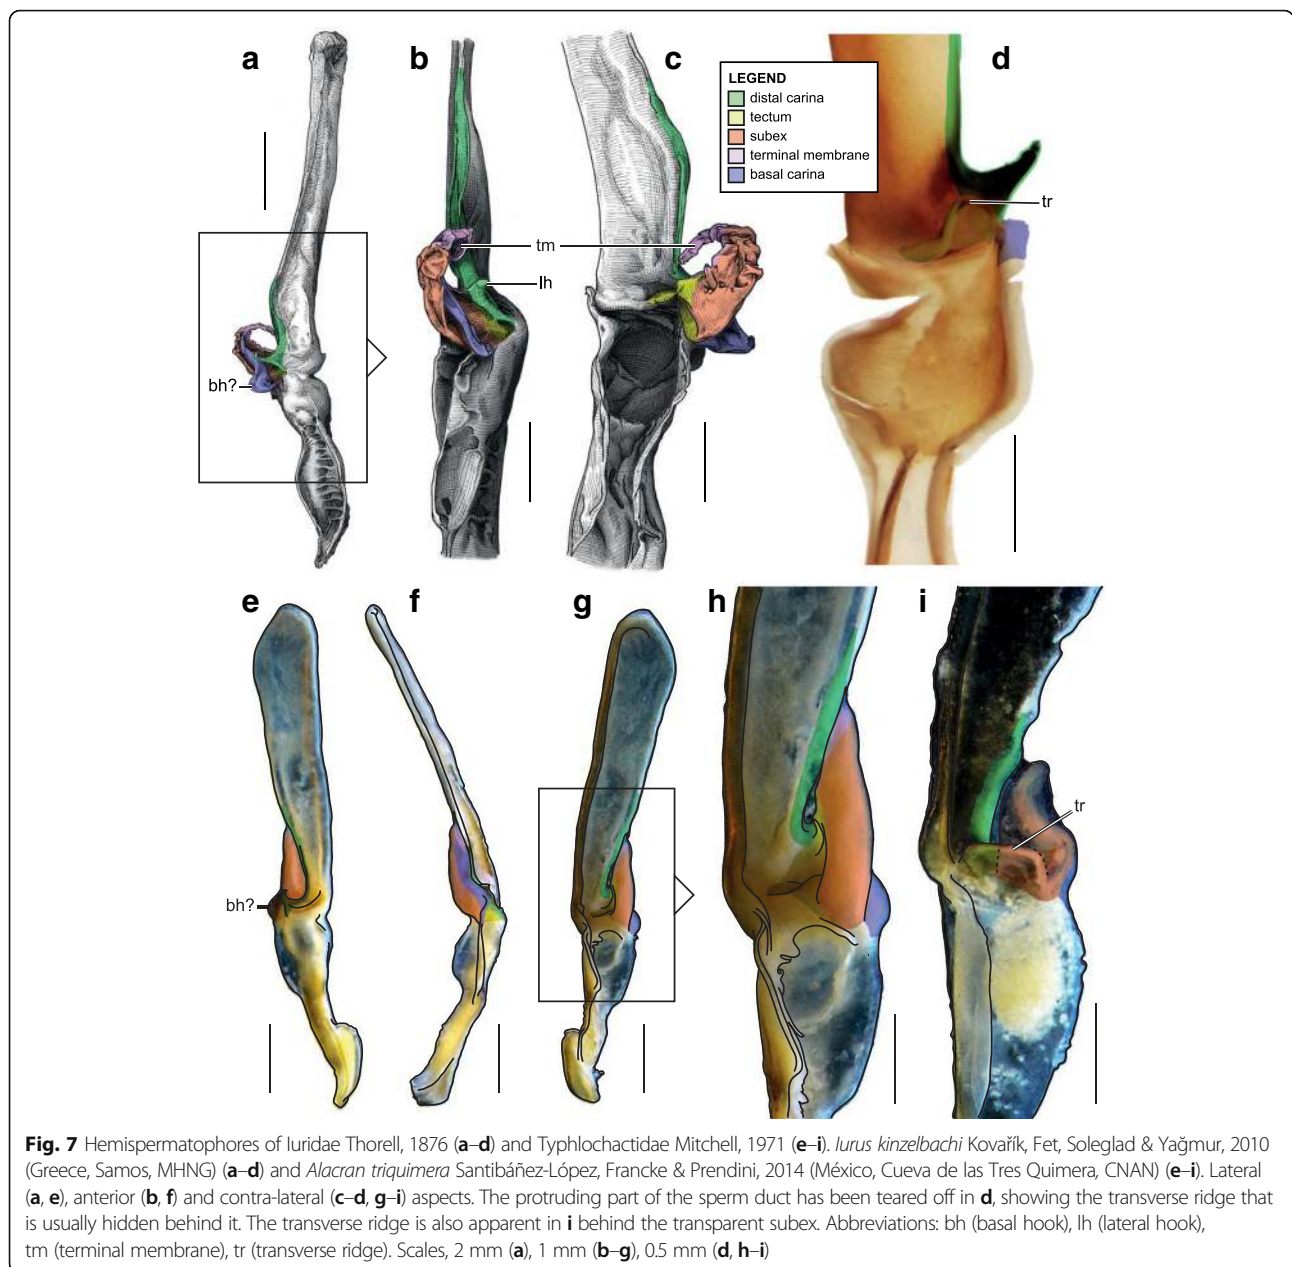 a
b
c
d
LEGEND
distal carina
tectum
subex
terminal membrane
basal carina
tr
tm
lh
bh?
e
f
g
h
i
tr
bh?
Fig. 7 Hemispermatophores of Iuridae Thorell, 1876 (a–d) and Typhlochactidae Mitchell, 1971 (e–i). Iurus kinzelbachi Kovařík, Fet, Soleglad & Yağmur, 2010
(Greece, Samos, MHNG) (a–d) and Alacran triquimera Santibáñez-López, Francke & Prendini, 2014 (México, Cueva de las Tres Quimera, CNAN) (e–i). Lateral
(a, e), anterior (b, f) and contra-lateral (c–d, g–i) aspects. The protruding part of the sperm duct has been teared off in d, showing the transverse ridge that
is usually hidden behind it. The transverse ridge is also apparent in i behind the transparent subex. Abbreviations: bh (basal hook), lh (lateral hook),
tm (terminal membrane), tr (transverse ridge). Scales, 2 mm (a), 1 mm (b–g), 0.5 mm (d, h–i)